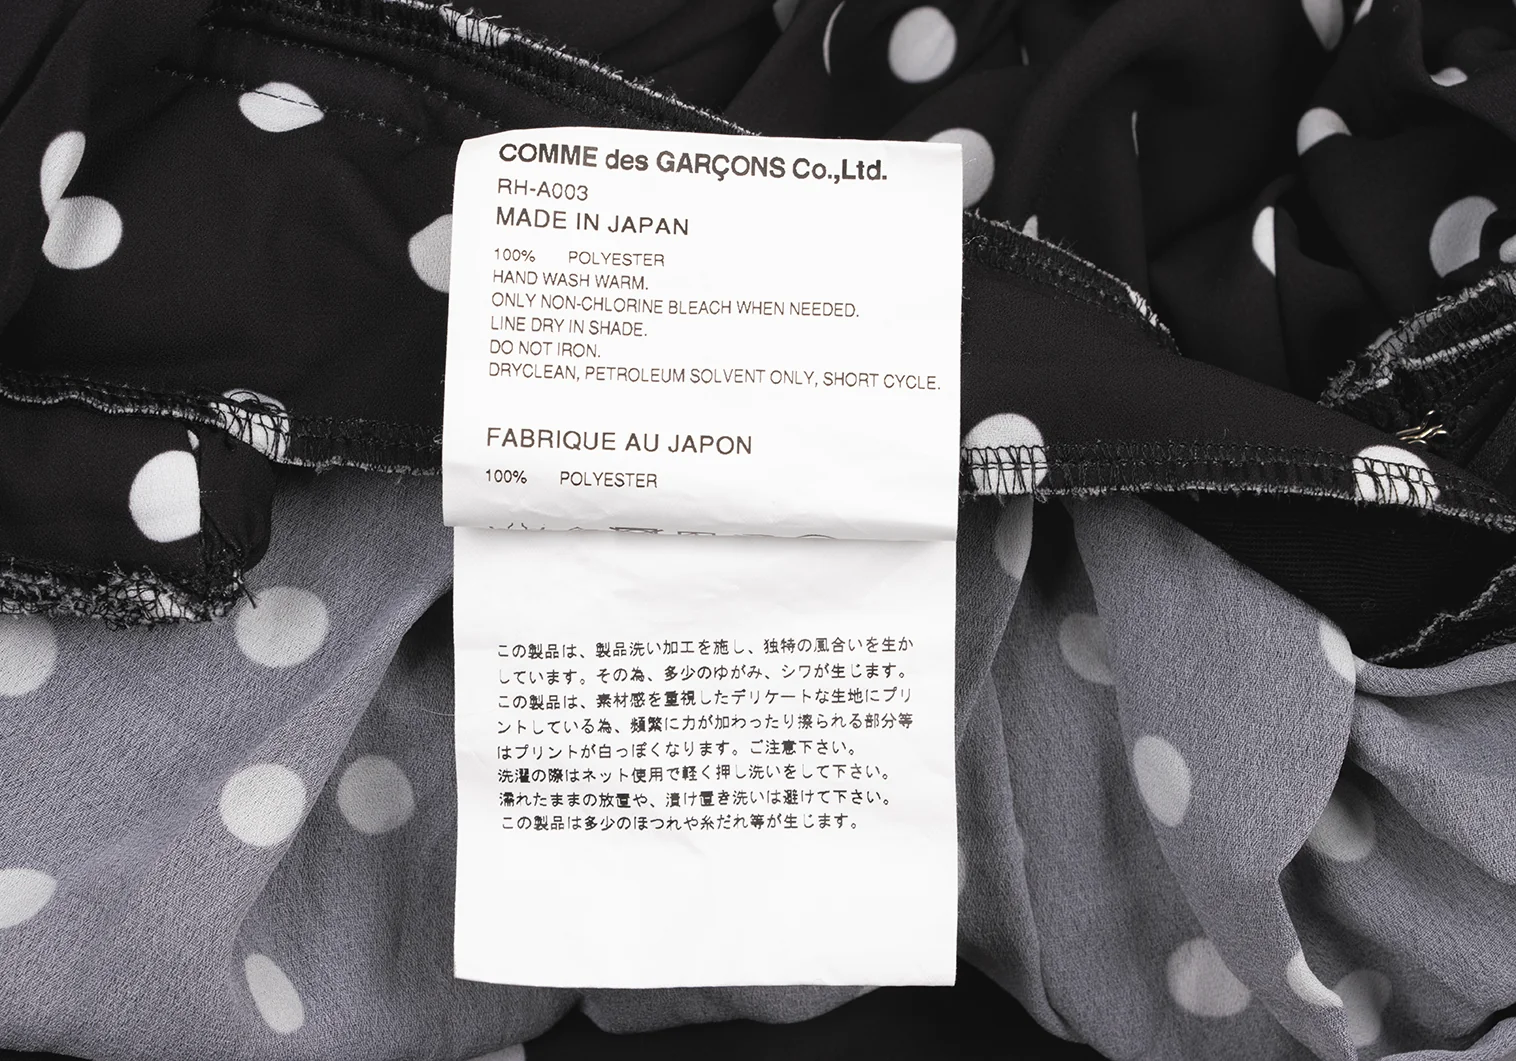 COMME des GARÇONS Co.,Ltd.
RH-A003
MADE IN JAPAN
100% POLYESTER
HAND WASH WARM.
ONLY NON-CHLORINE BLEACH WHEN NEEDED.
LINE DRY IN SHADE.
DO NOT IRON.
DRYCLEAN, PETROLEUM SOLVENT ONLY, SHORT CYCLE.
FABRIQUE AU JAPON
100% POLYESTER
この製品は、製品洗い加工を施し、独特の風合いを生か
しています。その為、多少のゆがみ、シワが生じます。
この製品は、素材感を重視したデリケートな生地にプリ
ントしている為、頻繁に力が加わったり擦られる部分等
はプリントが白っぽくなります。ご注意下さい。
洗濯の際はネット使用で軽く押し洗いをして下さい。
濡れたままの放置や、漬け置き洗いは避けて下さい。
この製品は多少のほつれや糸だれ等が生じます。